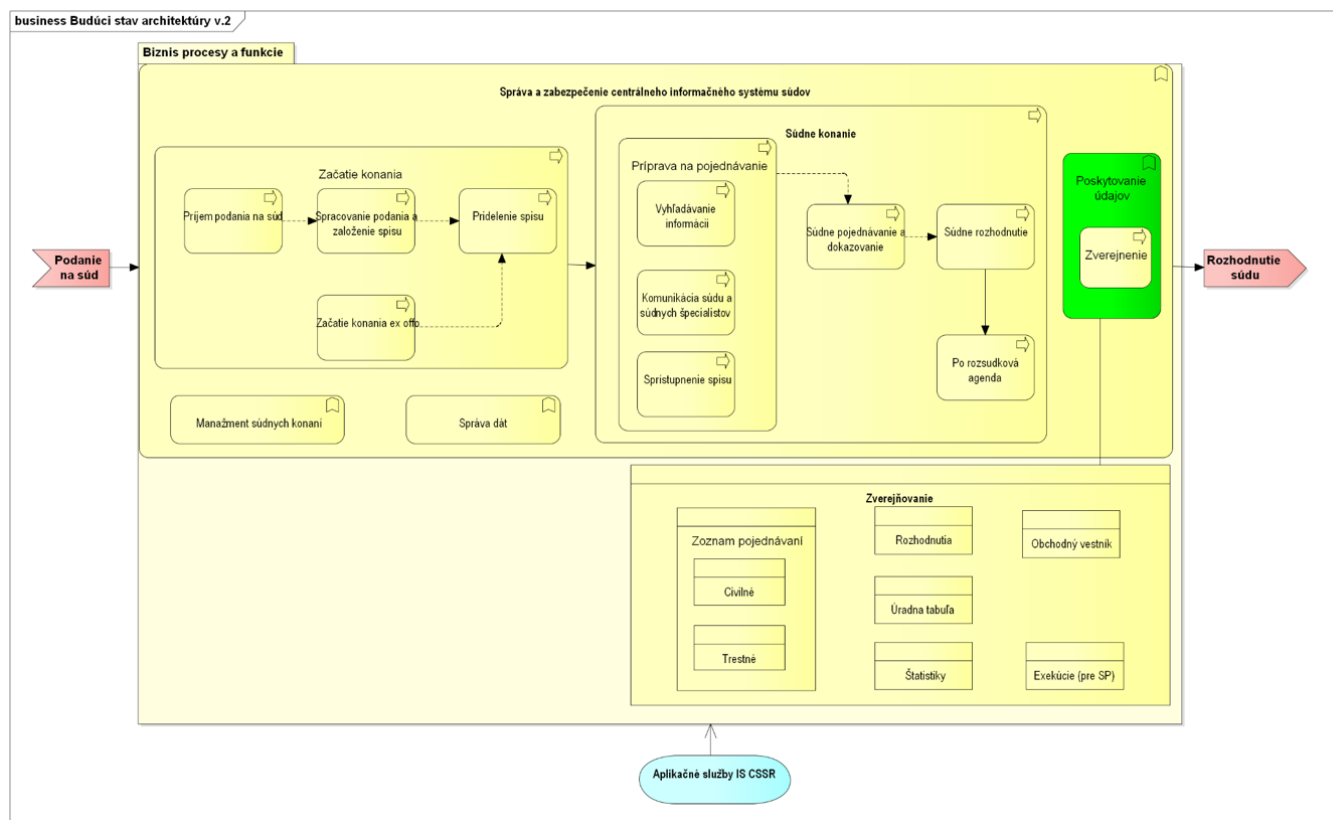 business Budúci stav architektúry v.2
Biznis procesy a funkcie
Správa a zabezpečenie centrálneho informačného systému súdov
Začatie konania
Príjem podania na súd
Spracovanie podania a
založenie spisu
Pridelenie spisu
Začatie konania ex offo
Súdne konanie
Príprava na pojednávanie
Vyhľadávanie
informácii
Komunikácia súdu a
súdnych špecialistov
Sprístupnenie spisu
Súdne pojednávanie a
dokazovanie
Súdne rozhodnutie
Po rozsudková
agenda
Poskytovanie
údajov
Zverejnenie
Podanie
na súd
Rozhodnutie
súdu
Manažment súdnych konaní
Správa dát
Zverejňovanie
Zoznam pojednávaní
Civilné
Trestné
Rozhodnutia
Úradna tabuľa
Štatistiky
Obchodný vestník
Exekúcie (pre SP)
Aplikačné služby IS CSSR